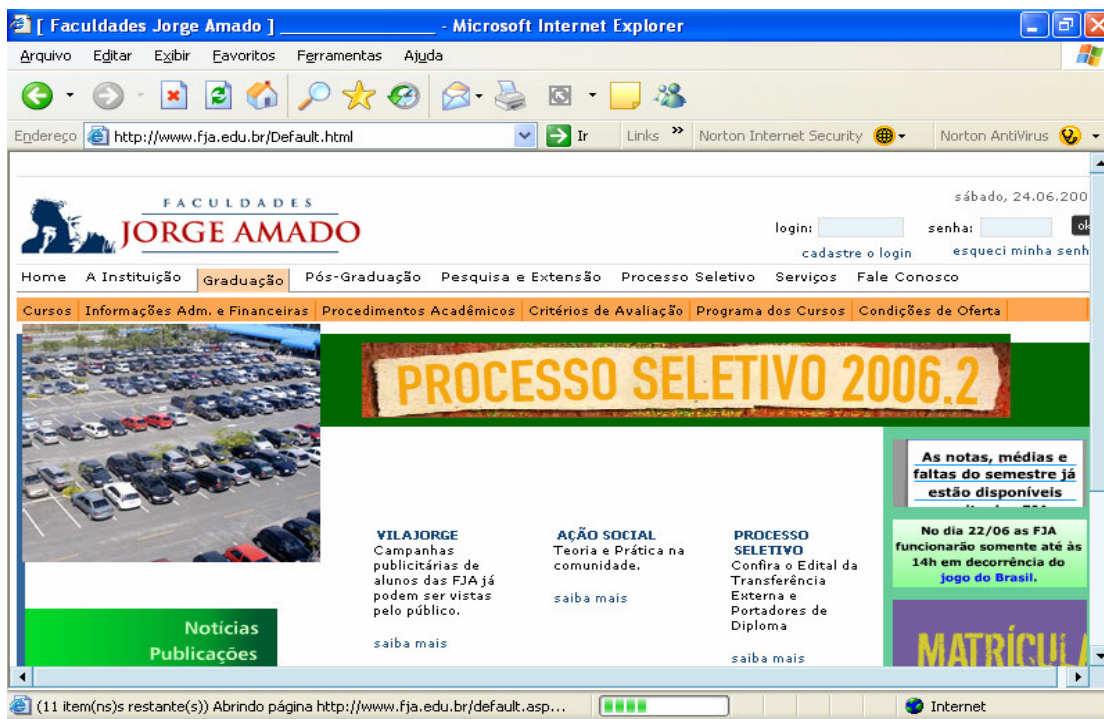 [ Faculdades Jorge Amado ] __________________ - Microsoft Internet Explorer
Arquivo Editar Exibir Favoritos Ferramentas Ajuda
Endereço http://www.fja.edu.br/Default.html Ir Links » Norton Internet Security Norton AntiVirus
sábado, 24.06.200
FACULDADES
JORGE AMADO
login: senha: ok
cadastre o login esqueci minha senh
Home A Instituição Graduação Pós-Graduação Pesquisa e Extensão Processo Seletivo Serviços Fale Conosco
Cursos Informações Adm. e Financeiras Procedimentos Acadêmicos Critérios de Avaliação Programa dos Cursos Condições de Oferta
PROCESSO SELETIVO 2006.2
VILAJORGE
Campanhas
publicitárias de
alunos das FJA já
podem ser vistas
pelo público.
saiba mais
AÇÃO SOCIAL
Teoria e Prática na
comunidade.
saiba mais
PROCESSO
SELETIVO
Confira o Edital da
Transferência
Externa e
Portadores de
Diploma
saiba mais
As notas, médias e
faltas do semestre já
estão disponíveis
No dia 22/06 as FJA
funcionarão somente até às
14h em decorrência do
jogo do Brasil.
MATRÍCULA
Notícias
Publicações
(11 item(ns)s restante(s)) Abrindo página http://www.fja.edu.br/default.asp... Internet